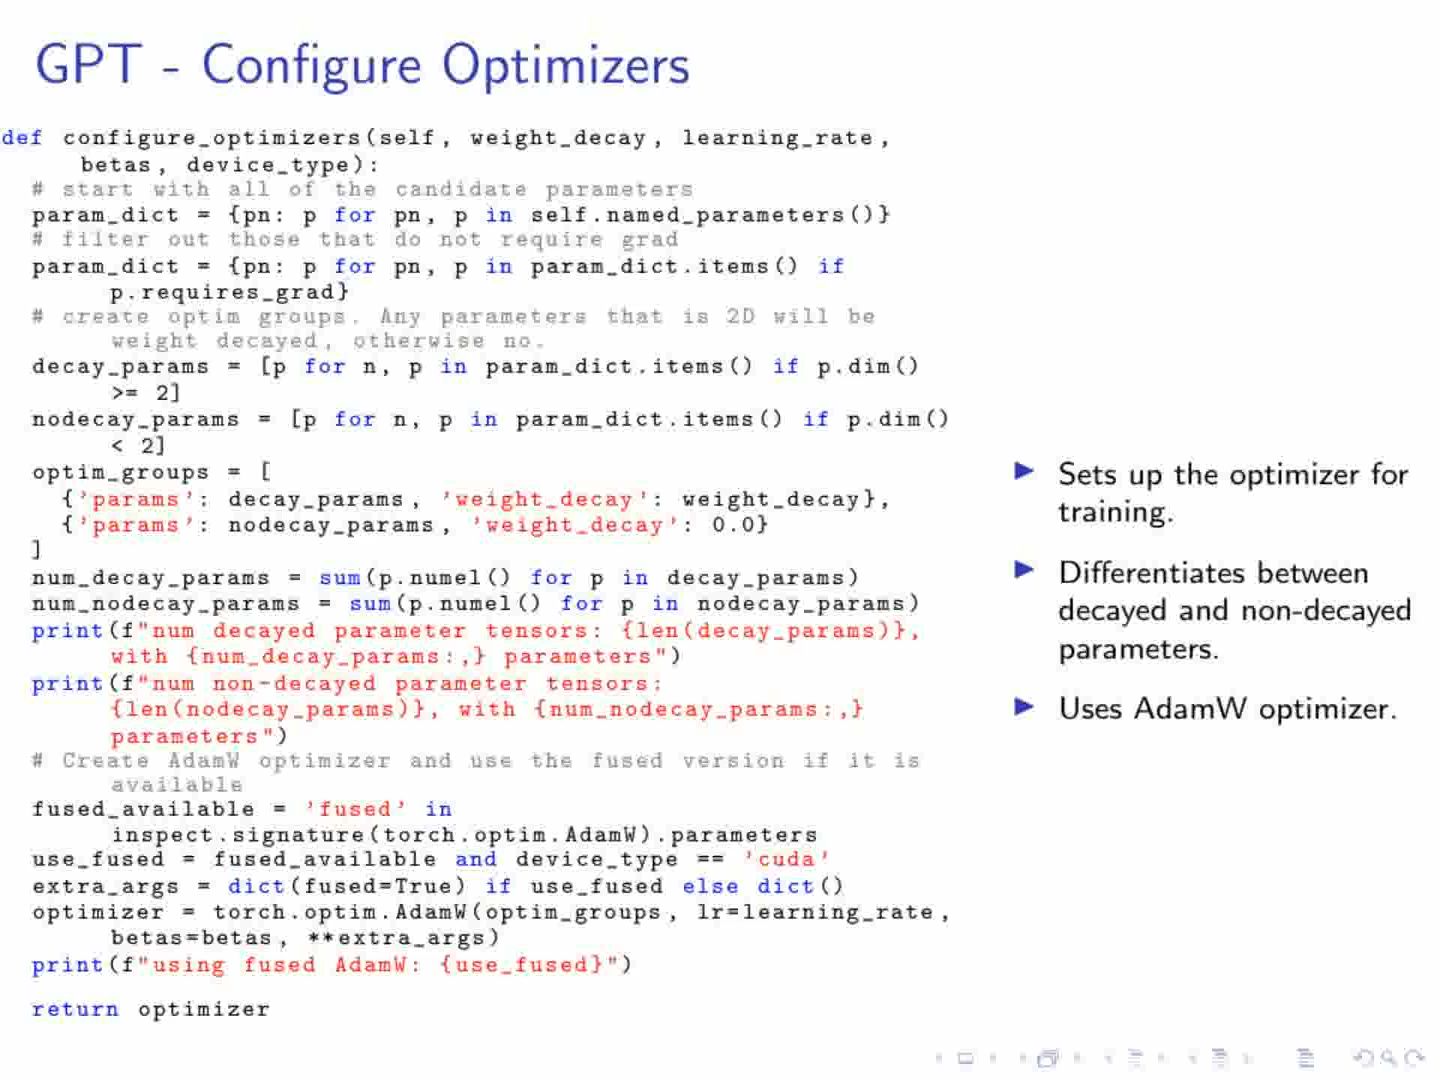 GPT - Configure Optimizers
def configure_optimizers(self, weight_decay, learning_rate,
betas, device_type):
# start with all of the candidate parameters
param_dict = {pn: p for pn, p in self.named_parameters()}
# filter out those that do not require grad
param_dict = {pn: p for pn, p in param_dict.items() if
p.requires_grad}
# create optim groups. Any parameters that is 2D will be
weight decayed, otherwise no.
decay_params = [p for n, p in param_dict.items() if p.dim()
>= 2]
nodecay_params = [p for n, p in param_dict.items() if p.dim()
< 2]
optim_groups = [
{'params': decay_params, 'weight_decay': weight_decay},
{'params': nodecay_params, 'weight_decay': 0.0}
]
num_decay_params = sum(p.numel() for p in decay_params)
num_nodecay_params = sum(p.numel() for p in nodecay_params)
print(f"num decayed parameter tensors: {len(decay_params)},
with {num_decay_params:,} parameters")
print(f"num non-decayed parameter tensors:
{len(nodecay_params)}, with {num_nodecay_params:,}
parameters")
# Create AdamW optimizer and use the fused version if it is
available
fused_available = 'fused' in
inspect.signature(torch.optim.AdamW).parameters
use_fused = fused_available and device_type == 'cuda'
extra_args = dict(fused=True) if use_fused else dict()
optimizer = torch.optim.AdamW(optim_groups, lr=learning_rate,
betas=betas, **extra_args)
print(f"using fused AdamW: {use_fused}")
return optimizer
Sets up the optimizer for
training.
Differentiates between
decayed and non-decayed
parameters.
Uses AdamW optimizer.